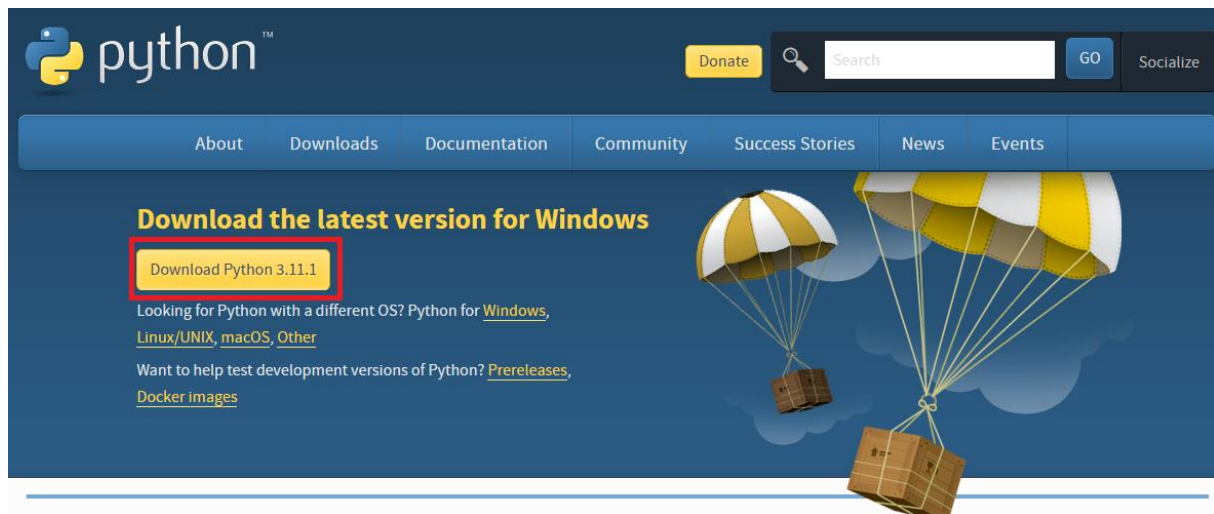 python™
Donate
Search
GO
Socialize
About Downloads Documentation Community Success Stories News Events
Download the latest version for Windows
Download Python 3.11.1
Looking for Python with a different OS? Python for Windows,
Linux/UNIX, macOS, Other
Want to help test development versions of Python? Prereleases,
Docker images